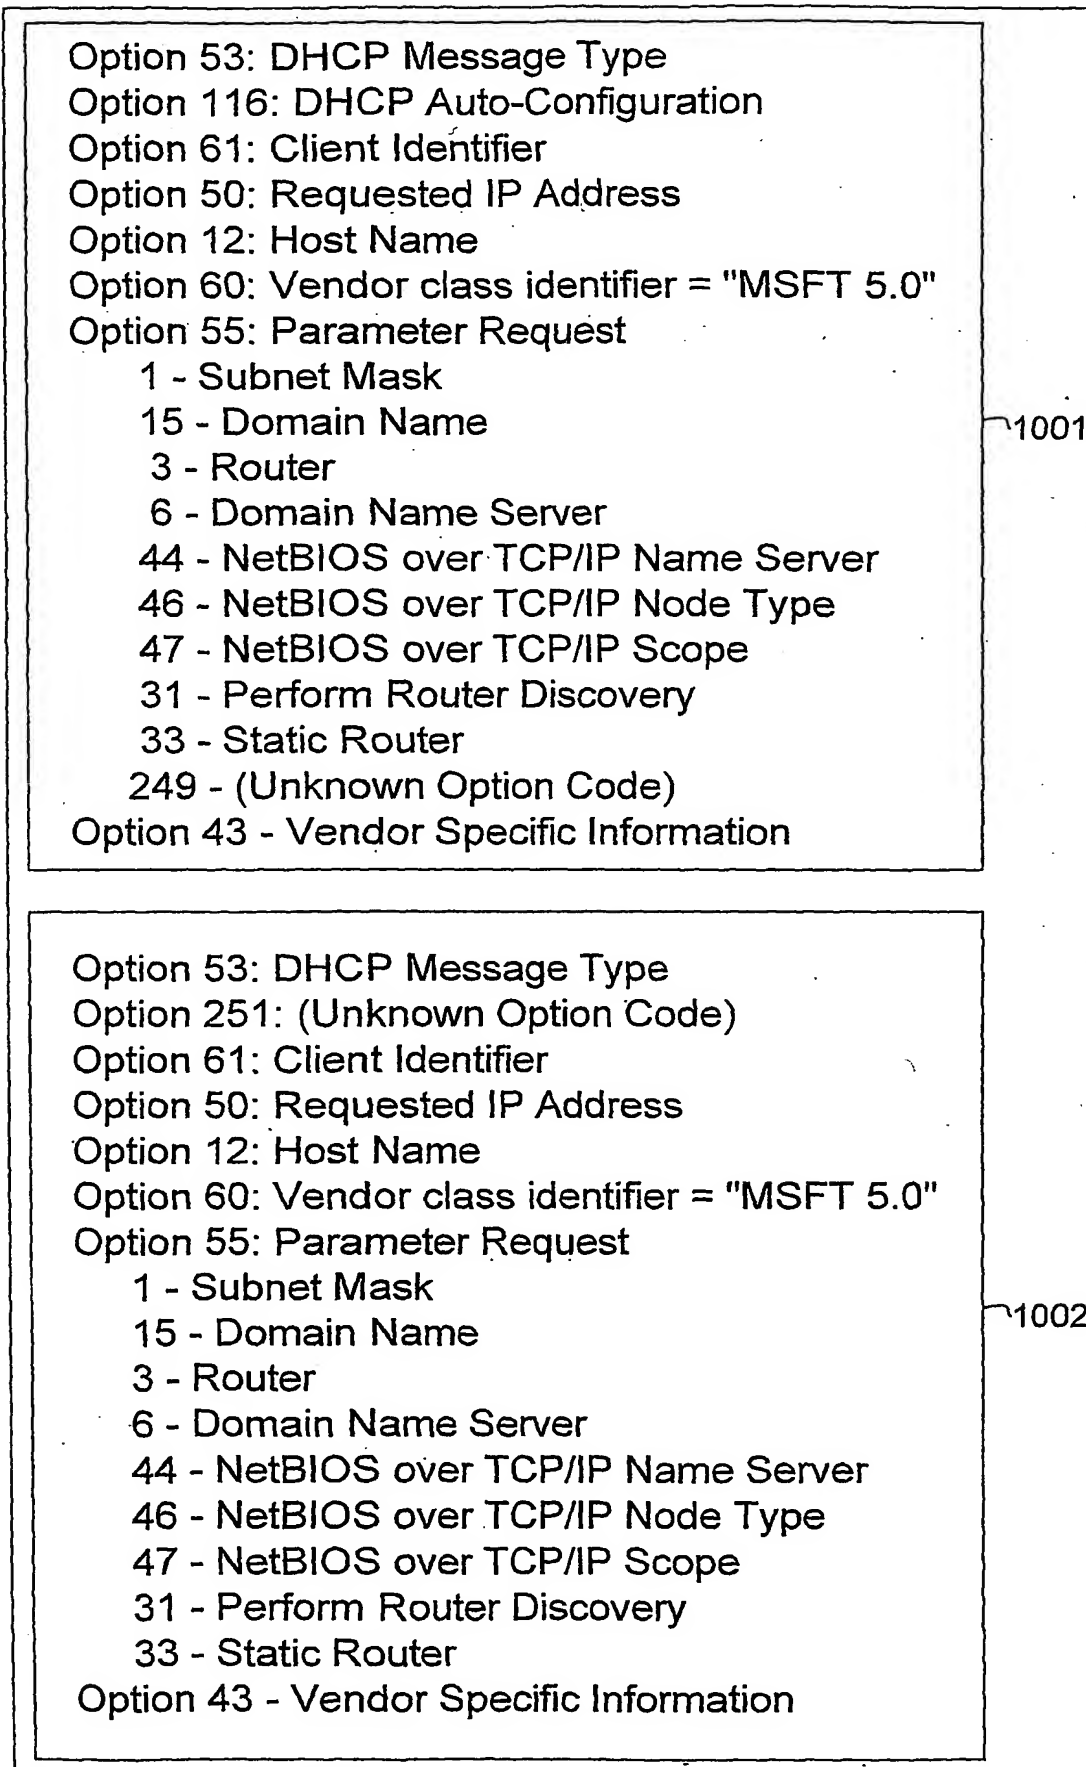 Option 53: DHCP Message Type
Option 116: DHCP Auto-Configuration
Option 61: Client Identifier
Option 50: Requested IP Address
Option 12: Host Name
Option 60: Vendor class identifier = "MSFT 5.0"
Option 55: Parameter Request
1 - Subnet Mask
15 - Domain Name
3 - Router
6 - Domain Name Server
44 - NetBIOS over TCP/IP Name Server
46 - NetBIOS over TCP/IP Node Type
47 - NetBIOS over TCP/IP Scope
31 - Perform Router Discovery
33 - Static Router
249 - (Unknown Option Code)
Option 43 - Vendor Specific Information
1001
Option 53: DHCP Message Type
Option 251: (Unknown Option Code)
Option 61: Client Identifier
Option 50: Requested IP Address
Option 12: Host Name
Option 60: Vendor class identifier = "MSFT 5.0"
Option 55: Parameter Request
1 - Subnet Mask
15 - Domain Name
3 - Router
6 - Domain Name Server
44 - NetBIOS over TCP/IP Name Server
46 - NetBIOS over TCP/IP Node Type
47 - NetBIOS over TCP/IP Scope
31 - Perform Router Discovery
33 - Static Router
Option 43 - Vendor Specific Information
1002